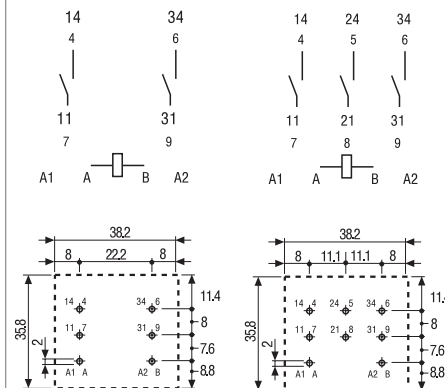 14 34
4 6
11 31
7 9
A1 A B A2
14 24 34
4 5 6
11 21 31
7 8 9
A1 A B A2
38.2
8 22.2 8
11.4
14 4 34 6
8
35.8
11 7 31 9
7.6
2
A1 A A2 B
8.8
38.2
8 11.1 11.1 8
11.4
14 4 24 5 34 6
8
35.8
11 7 21 8 31 9
7.6
2
A1 A A2 B
8.8